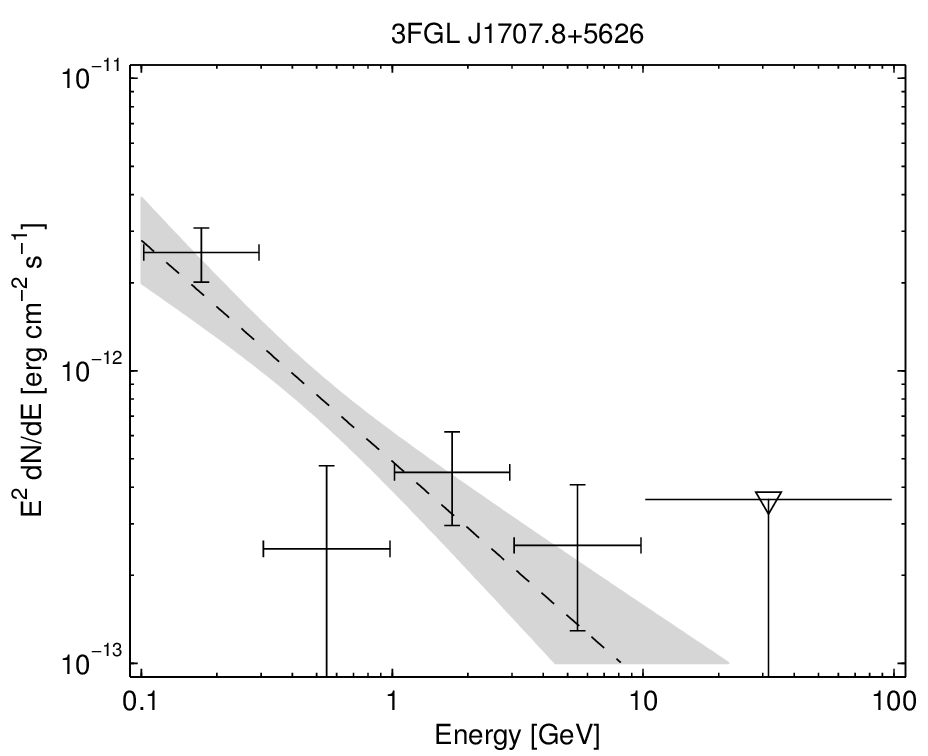 3FGL J1707.8+5626
10⁻¹¹
10⁻¹²
10⁻¹³
E² dN/dE [erg cm⁻² s⁻¹]
0.1 1 10 100
Energy [GeV]